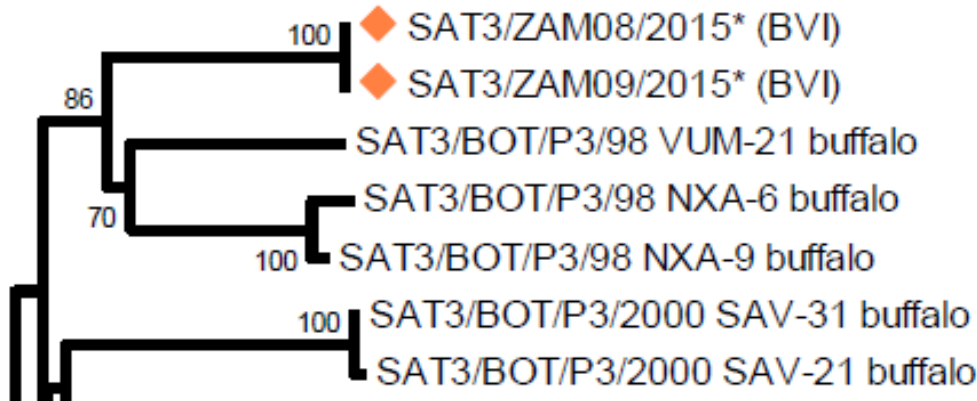 100
SAT3/ZAM08/2015* (BVI)
SAT3/ZAM09/2015* (BVI)
86
SAT3/BOT/P3/98 VUM-21 buffalo
SAT3/BOT/P3/98 NXA-6 buffalo
70
100
SAT3/BOT/P3/98 NXA-9 buffalo
100
SAT3/BOT/P3/2000 SAV-31 buffalo
SAT3/BOT/P3/2000 SAV-21 buffalo